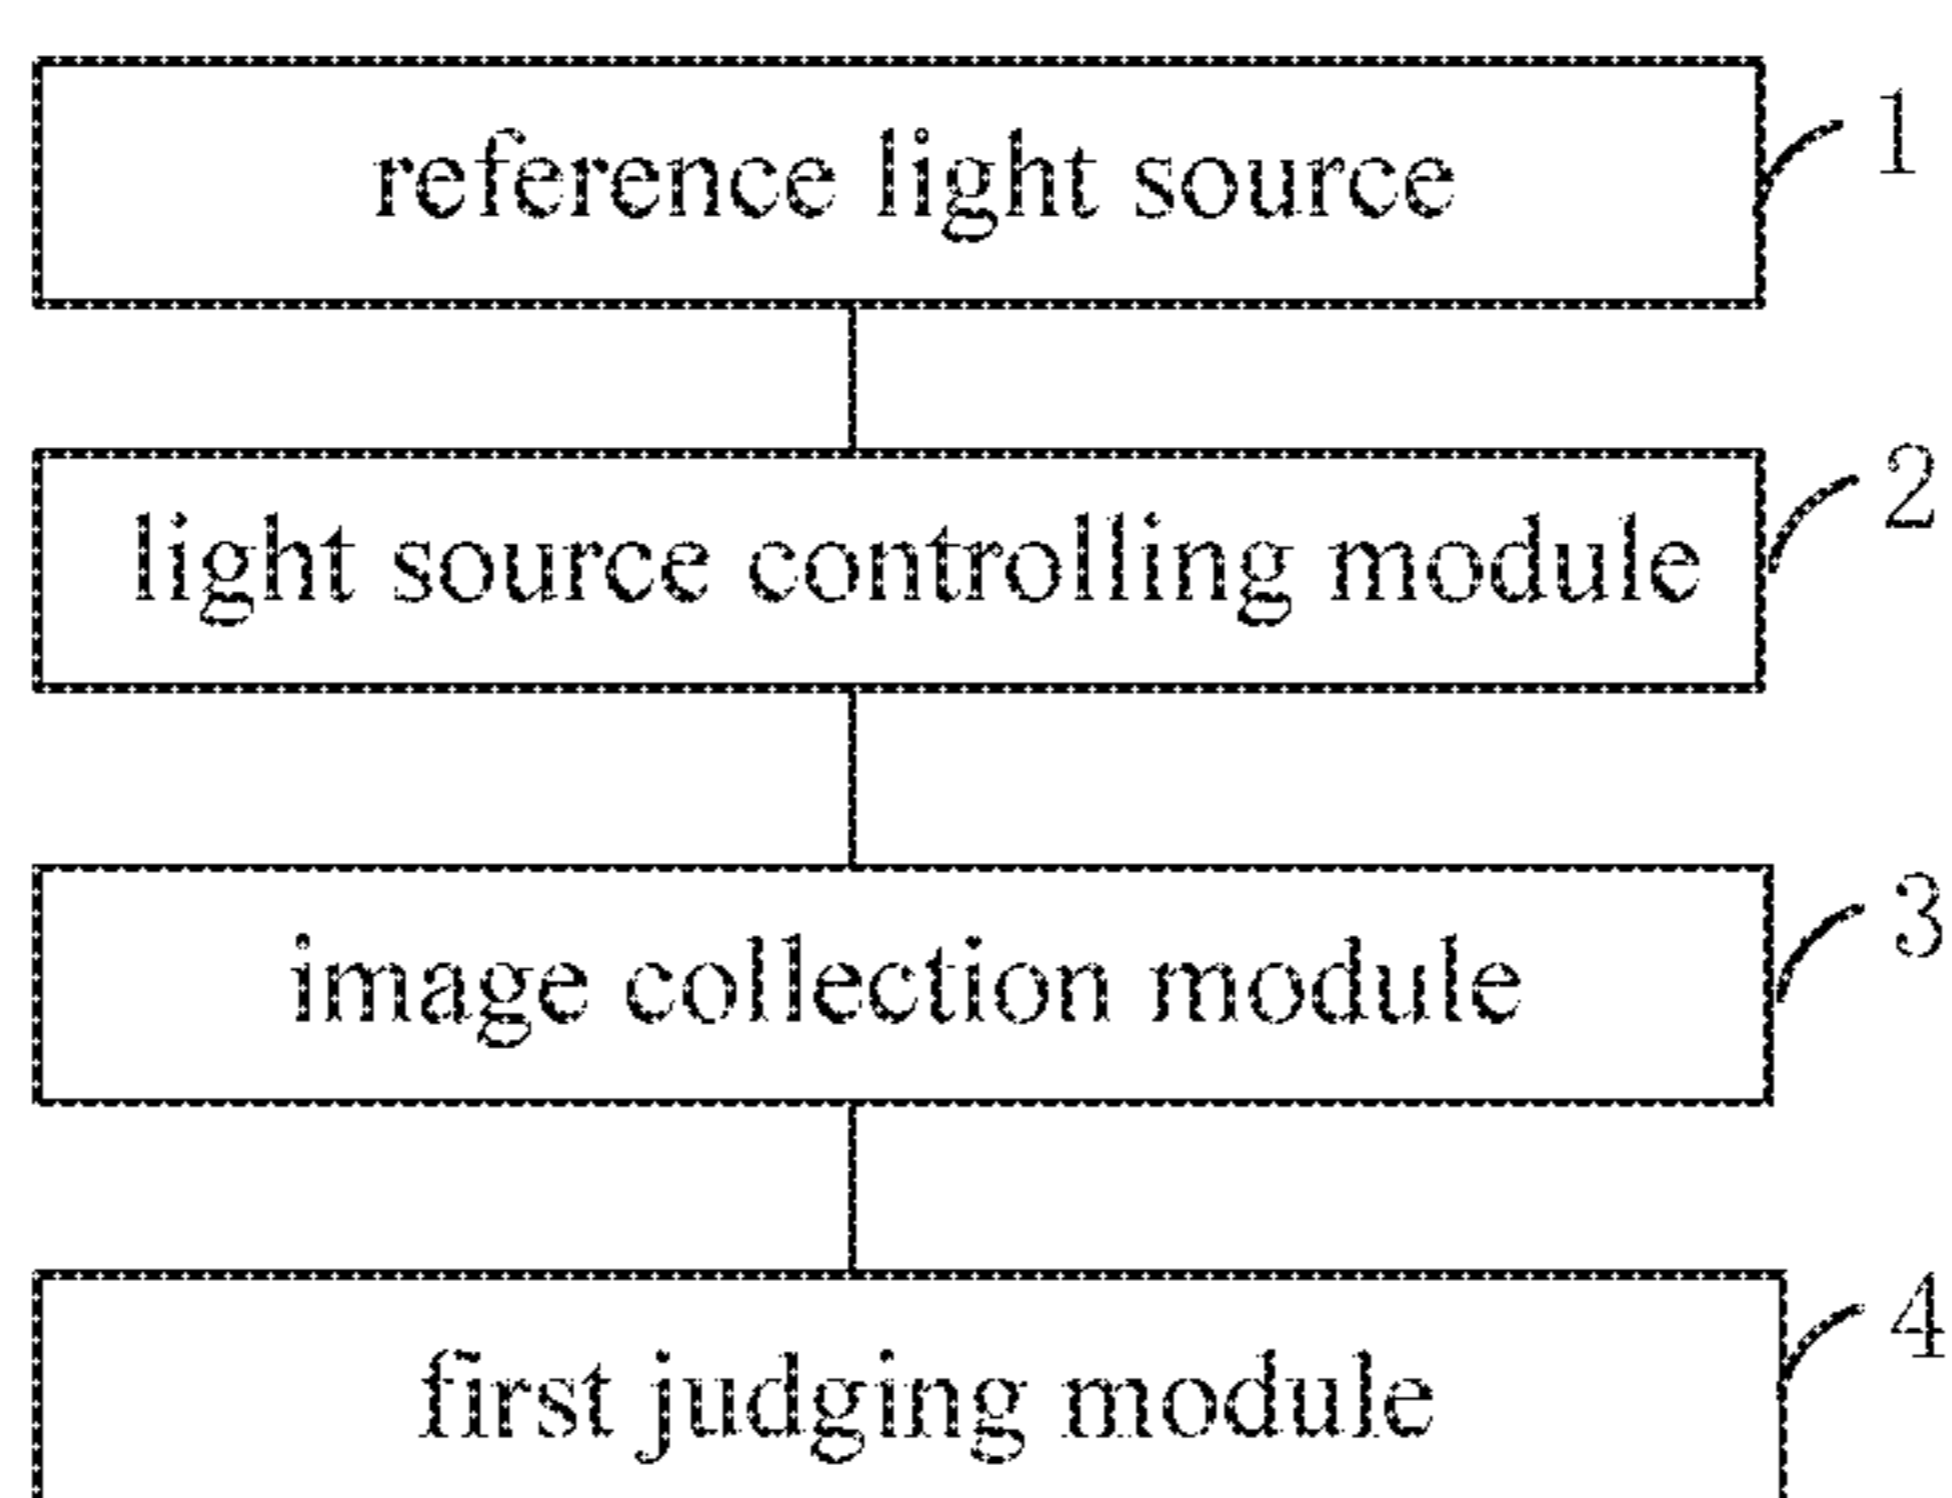 reference light source 1
light source controlling module 2
image collection module 3
first judging module 4